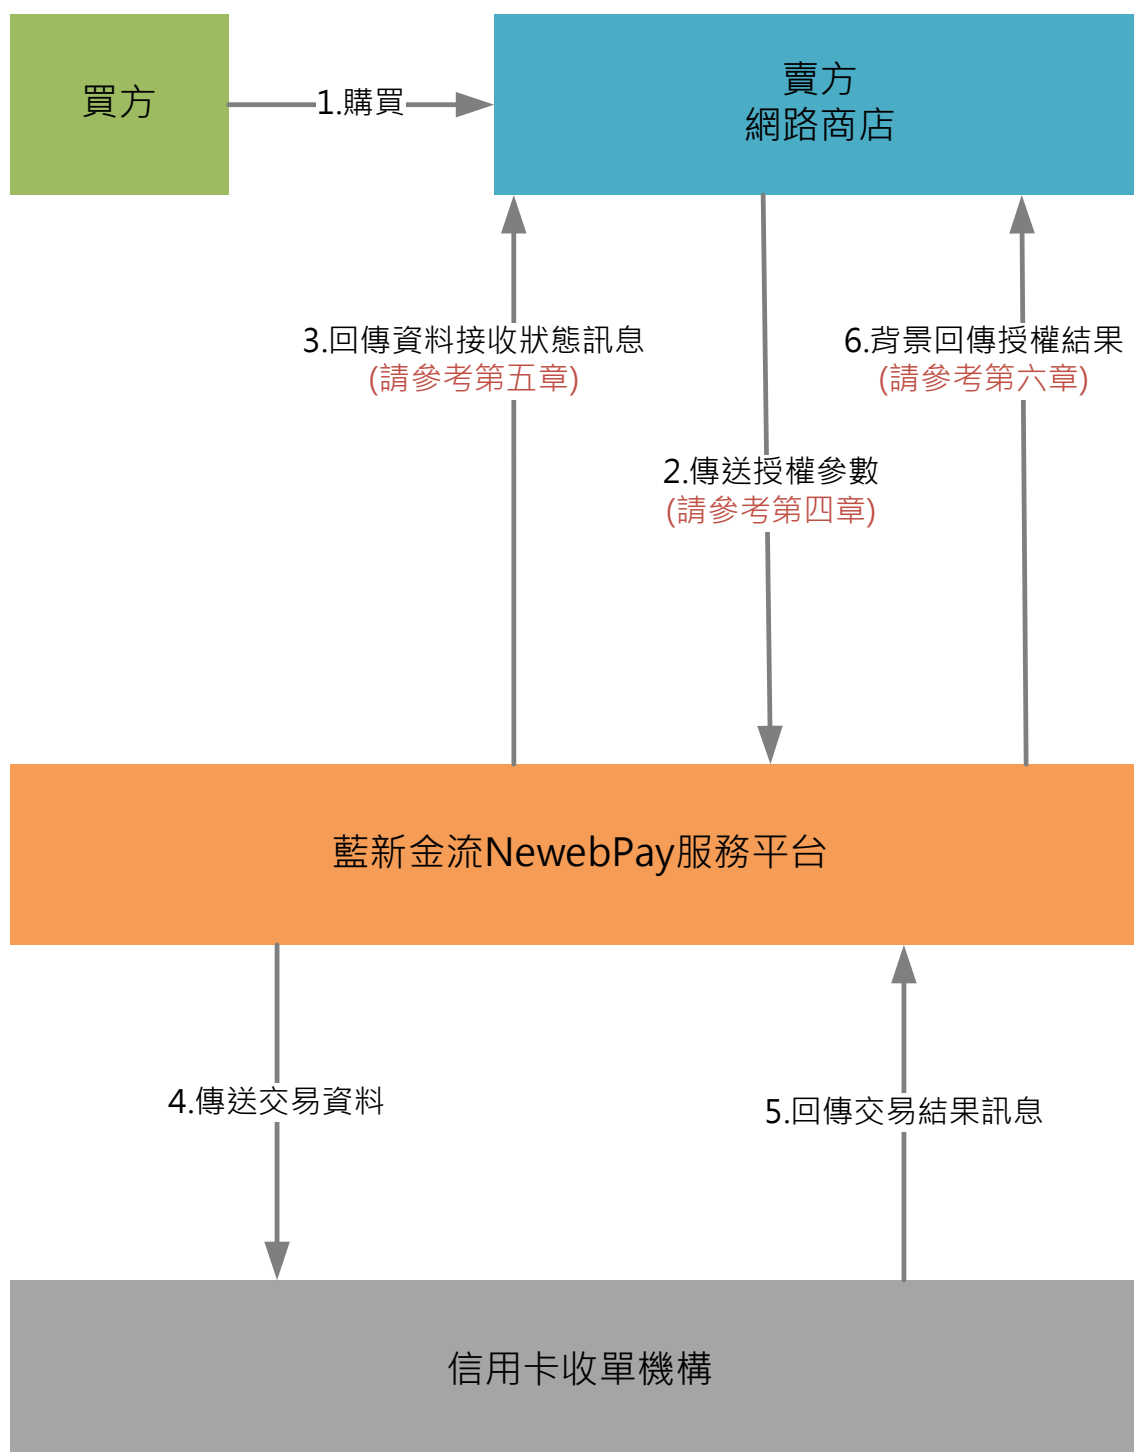 買方
1.購買
賣方
網路商店
3.回傳資料接收狀態訊息
(請參考第五章)
6.背景回傳授權結果
(請參考第六章)
2.傳送授權參數
(請參考第四章)
藍新金流NewebPay服務平台
4.傳送交易資料
5.回傳交易結果訊息
信用卡收單機構